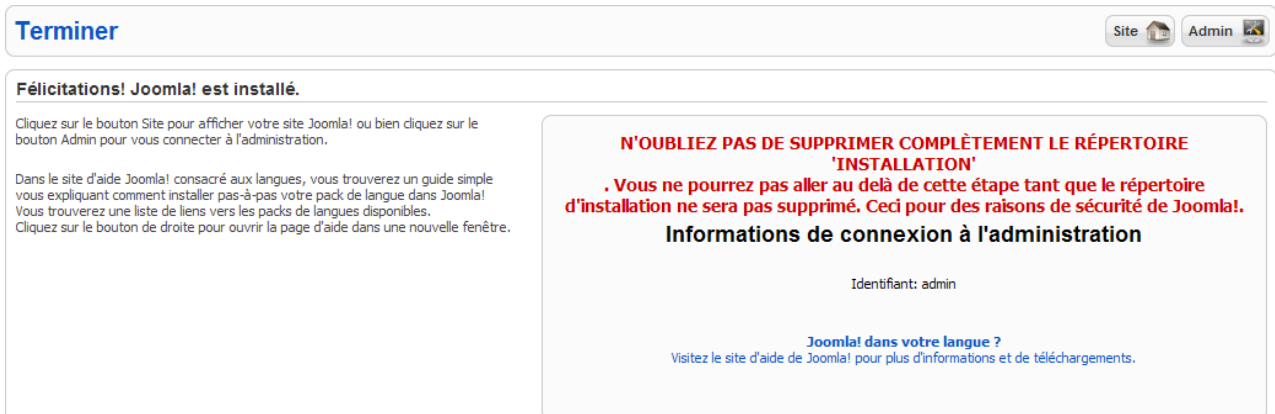 Terminer
Site
Admin
Félicitations! Joomla! est installé.
Cliquez sur le bouton Site pour afficher votre site Joomla! ou bien cliquez sur le
bouton Admin pour vous connecter à l'administration.
Dans le site d'aide Joomla! consacré aux langues, vous trouverez un guide simple
vous expliquant comment installer pas-à-pas votre pack de langue dans Joomla!
Vous trouverez une liste de liens vers les packs de langues disponibles.
Cliquez sur le bouton de droite pour ouvrir la page d'aide dans une nouvelle fenêtre.
N'OUBLIEZ PAS DE SUPPRIMER COMPLÈTEMENT LE RÉPERTOIRE
'INSTALLATION'
. Vous ne pourrez pas aller au delà de cette étape tant que le répertoire
d'installation ne sera pas supprimé. Ceci pour des raisons de sécurité de Joomla!.
Informations de connexion à l'administration
Identifiant: admin
Joomla! dans votre langue ?
Visitez le site d'aide de Joomla! pour plus d'informations et de téléchargements.